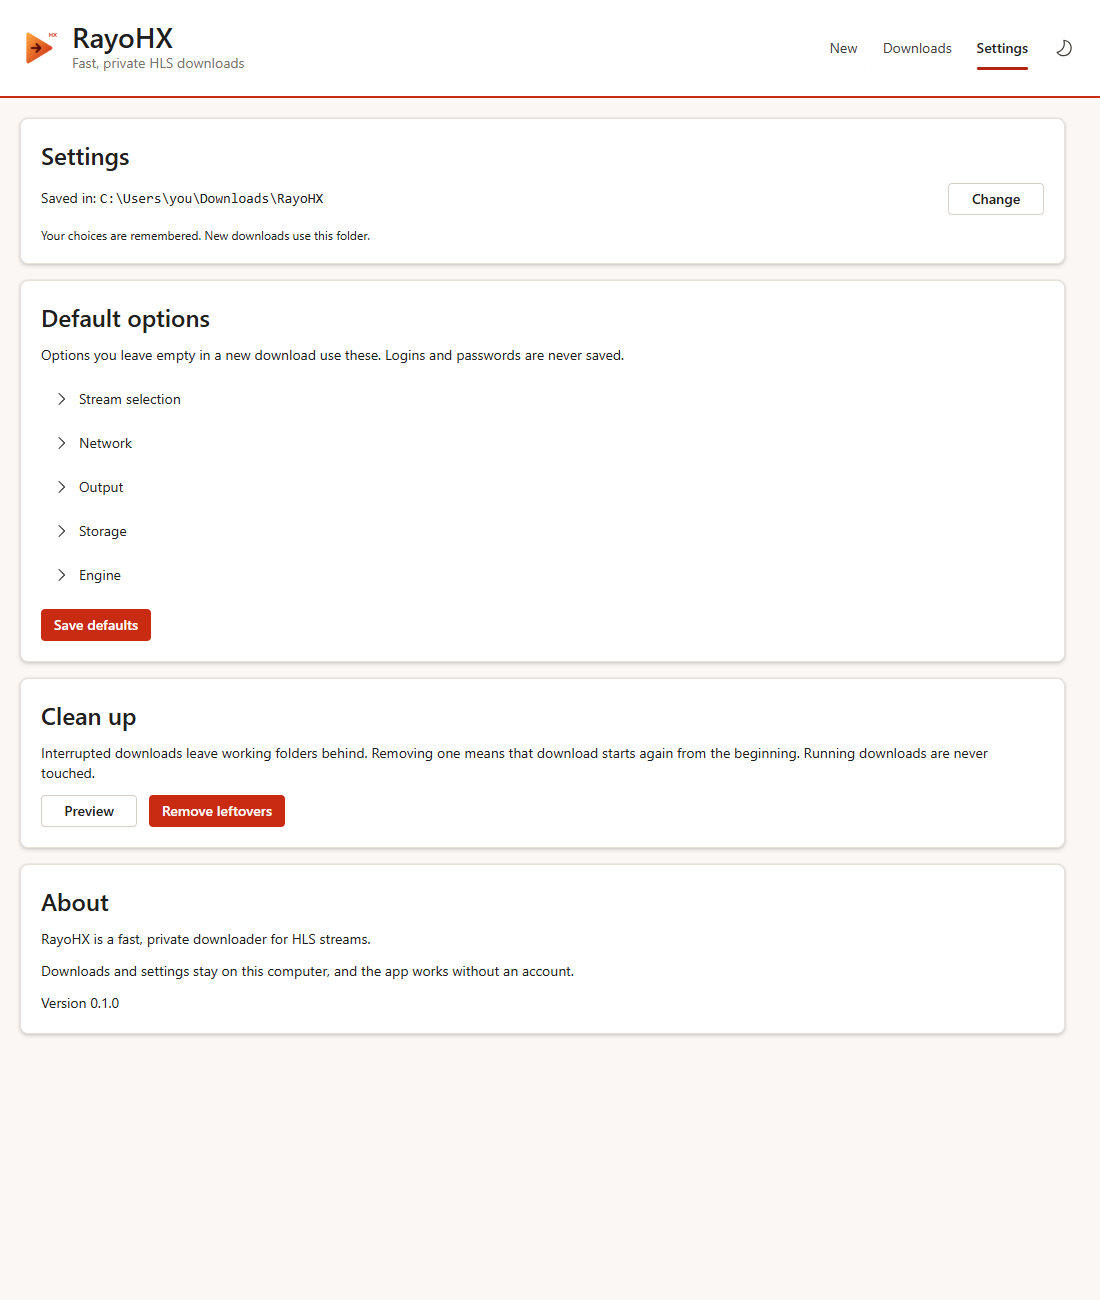 HX
RayoHX
Fast, private HLS downloads
New
Downloads
Settings
Settings
Saved in: C:\Users\you\Downloads\RayoHX
Change
Your choices are remembered. New downloads use this folder.
Default options
Options you leave empty in a new download use these. Logins and passwords are never saved.
Stream selection
Network
Output
Storage
Engine
Save defaults
Clean up
Interrupted downloads leave working folders behind. Removing one means that download starts again from the beginning. Running downloads are never
touched.
Preview
Remove leftovers
About
RayoHX is a fast, private downloader for HLS streams.
Downloads and settings stay on this computer, and the app works without an account.
Version 0.1.0